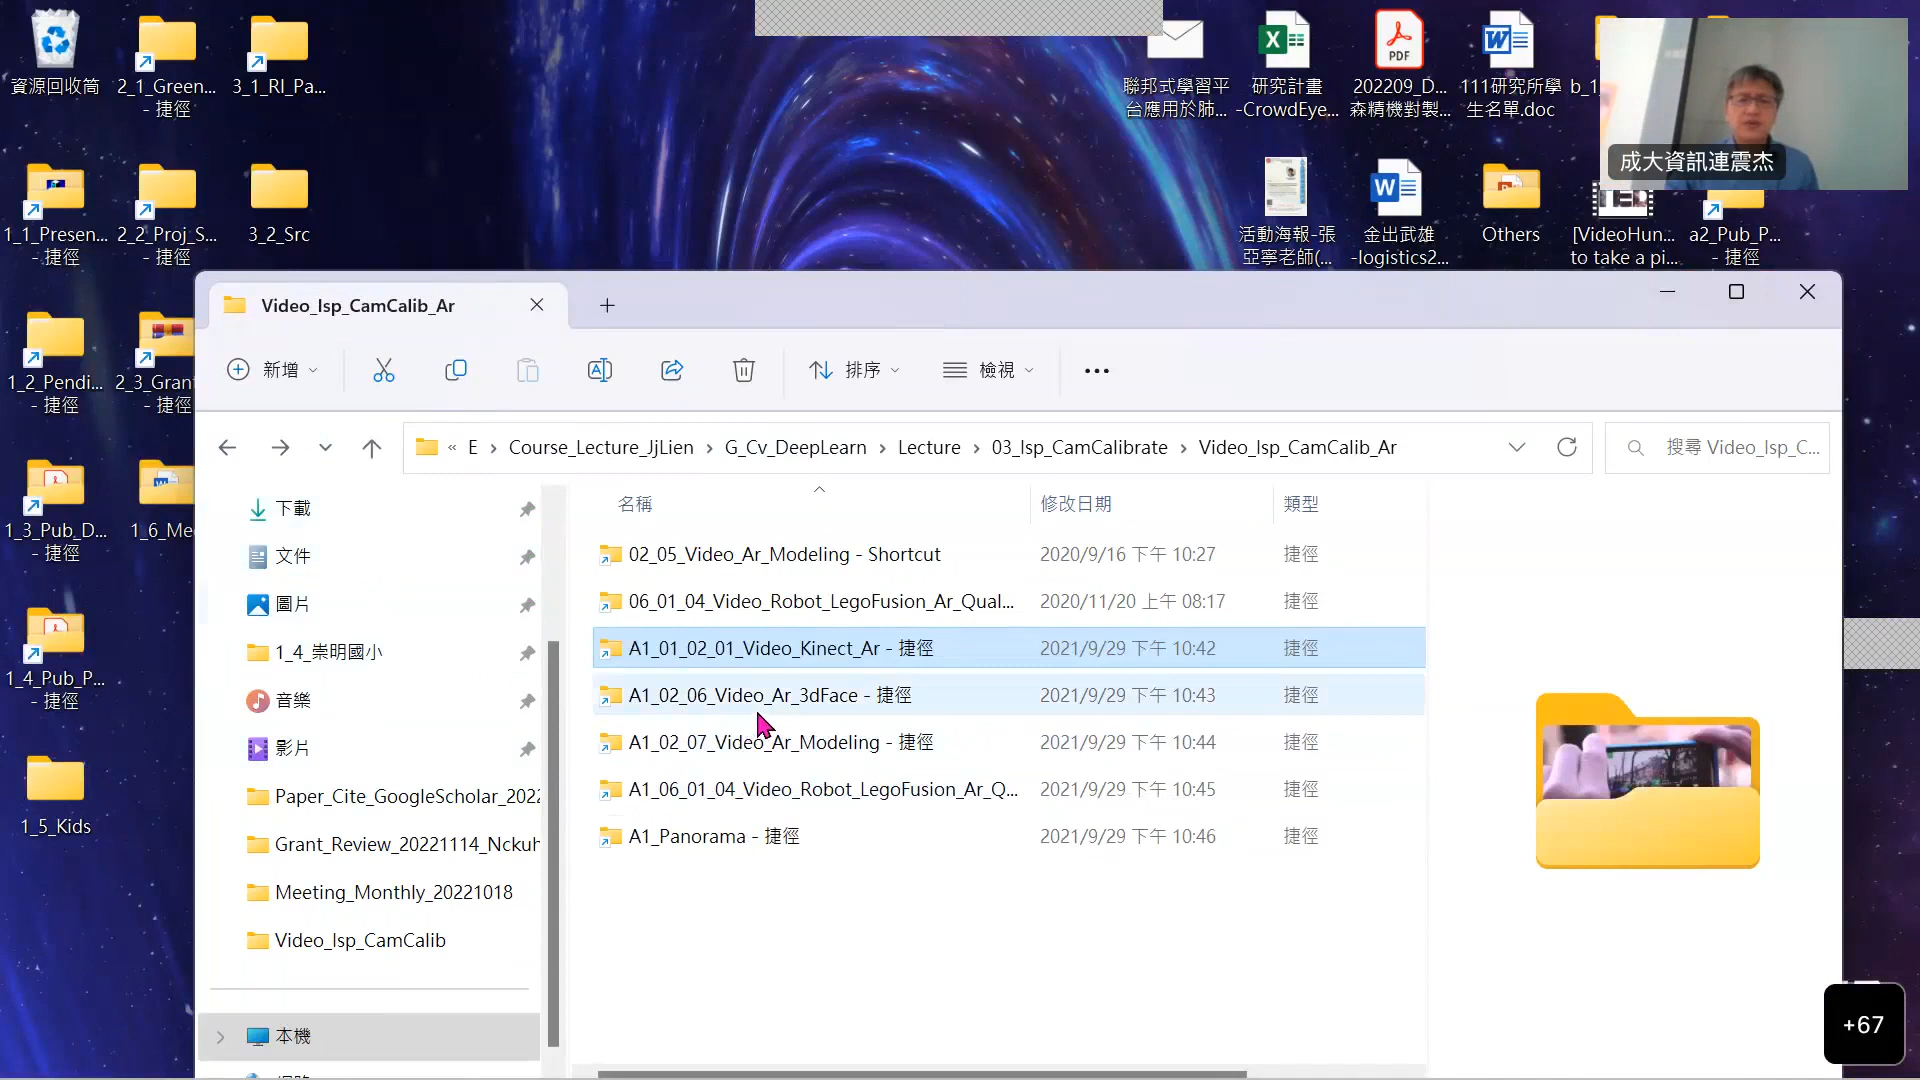 資源回收筒
2_1_Green...
- 捷徑
3_1_RI_Pa...
聯邦式學習平
台應用於肺...
研究計畫
-CrowdEye...
202209_D...
森精機對製...
111研究所學
生名單.doc
b_1
成大資訊連震杰
1_1_Presen...
- 捷徑
2_2_Proj_S...
- 捷徑
3_2_Src
活動海報-張
亞寧老師(...
金出武雄
-logistics2...
Others
[VideoHun...
to take a pi...
a2_Pub_P...
- 捷徑
1_2_Pendi...
- 捷徑
2_3_Grant
- 捷徑
1_3_Pub_D...
- 捷徑
1_6_Me
1_4_Pub_P...
- 捷徑
1_5_Kids
Video_Isp_CamCalib_Ar
新增
排序
檢視
« E › Course_Lecture_JjLien › G_Cv_DeepLearn › Lecture › 03_Isp_CamCalibrate › Video_Isp_CamCalib_Ar
搜尋 Video_Isp_C...
下載
文件
圖片
1_4_崇明國小
音樂
影片
Paper_Cite_GoogleScholar_2022
Grant_Review_20221114_Nckuh
Meeting_Monthly_20221018
Video_Isp_CamCalib
本機
名稱 修改日期 類型
02_05_Video_Ar_Modeling - Shortcut 2020/9/16 下午 10:27 捷徑
06_01_04_Video_Robot_LegoFusion_Ar_Qual... 2020/11/20 上午 08:17 捷徑
A1_01_02_01_Video_Kinect_Ar - 捷徑 2021/9/29 下午 10:42 捷徑
A1_02_06_Video_Ar_3dFace - 捷徑 2021/9/29 下午 10:43 捷徑
A1_02_07_Video_Ar_Modeling - 捷徑 2021/9/29 下午 10:44 捷徑
A1_06_01_04_Video_Robot_LegoFusion_Ar_Q... 2021/9/29 下午 10:45 捷徑
A1_Panorama - 捷徑 2021/9/29 下午 10:46 捷徑
+67